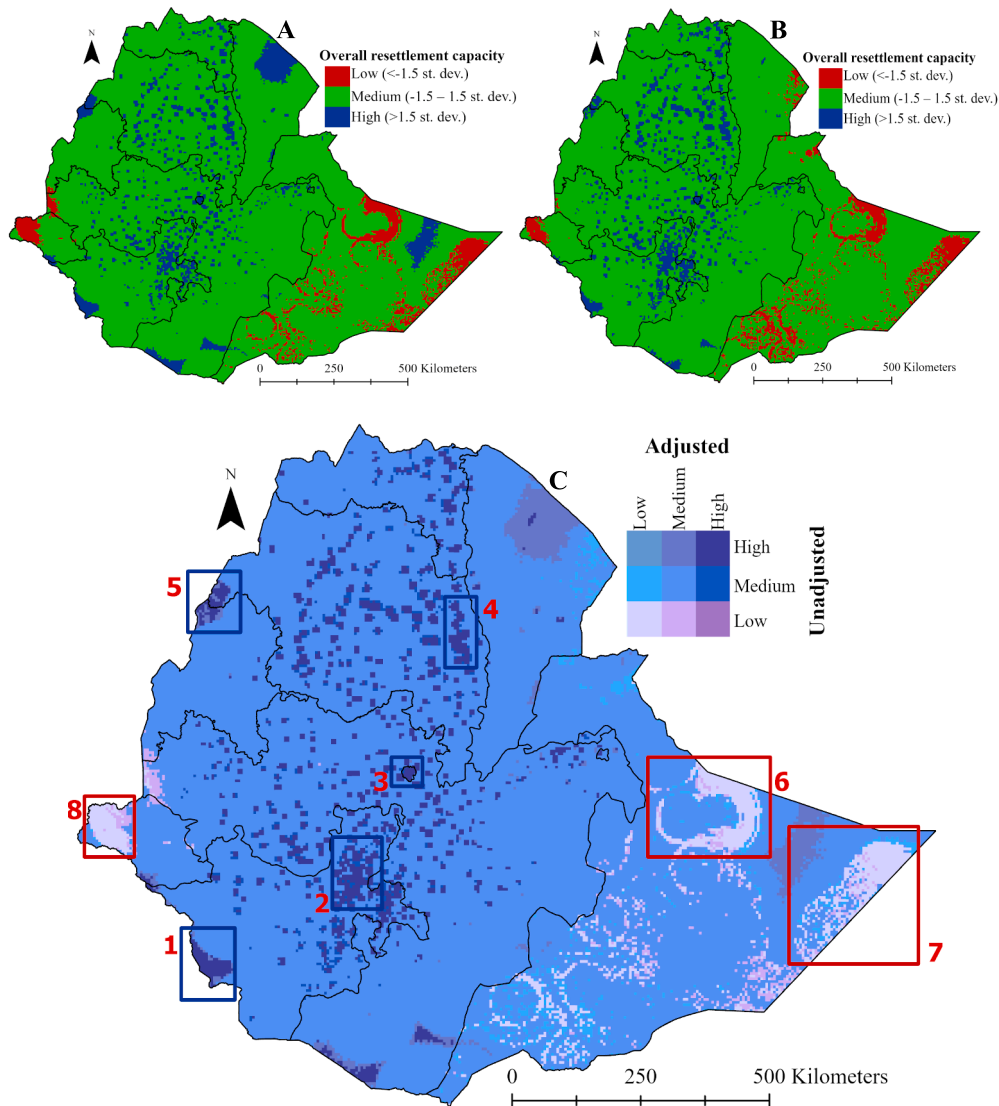 A
N
Overall resettlement capacity
Low (<-1.5 st. dev.)
Medium (-1.5 – 1.5 st. dev.)
High (>1.5 st. dev.)
0 250 500 Kilometers
B
N
Overall resettlement capacity
Low (<-1.5 st. dev.)
Medium (-1.5 – 1.5 st. dev.)
High (>1.5 st. dev.)
0 250 500 Kilometers
C
N
Adjusted
Low
Medium
High
High
Medium
Low
Unadjusted
5
4
3
6
8
2
1
7
0 250 500 Kilometers